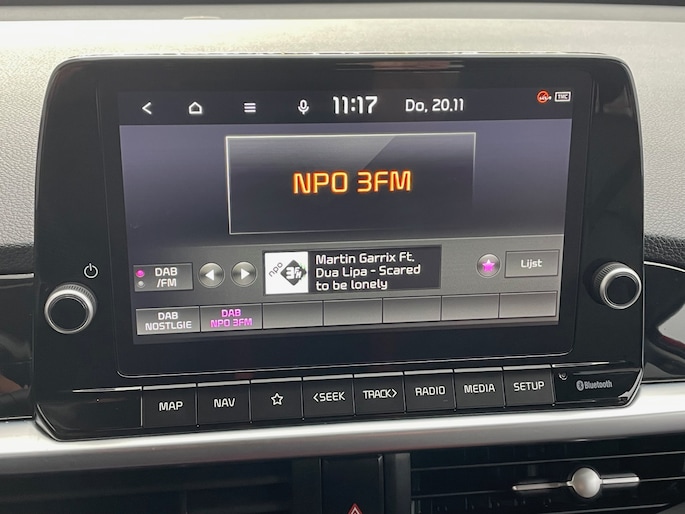 11:17 Do, 20.11 TMC
NPO 3FM
DAB
/FM
npo
3FM
Martin Garrix Ft.
Dua Lipa - Scared
to be lonely
Lijst
DAB
NOSTLGIE
DAB
NPO 3FM
MAP NAV <SEEK TRACK> RADIO MEDIA SETUP Bluetooth